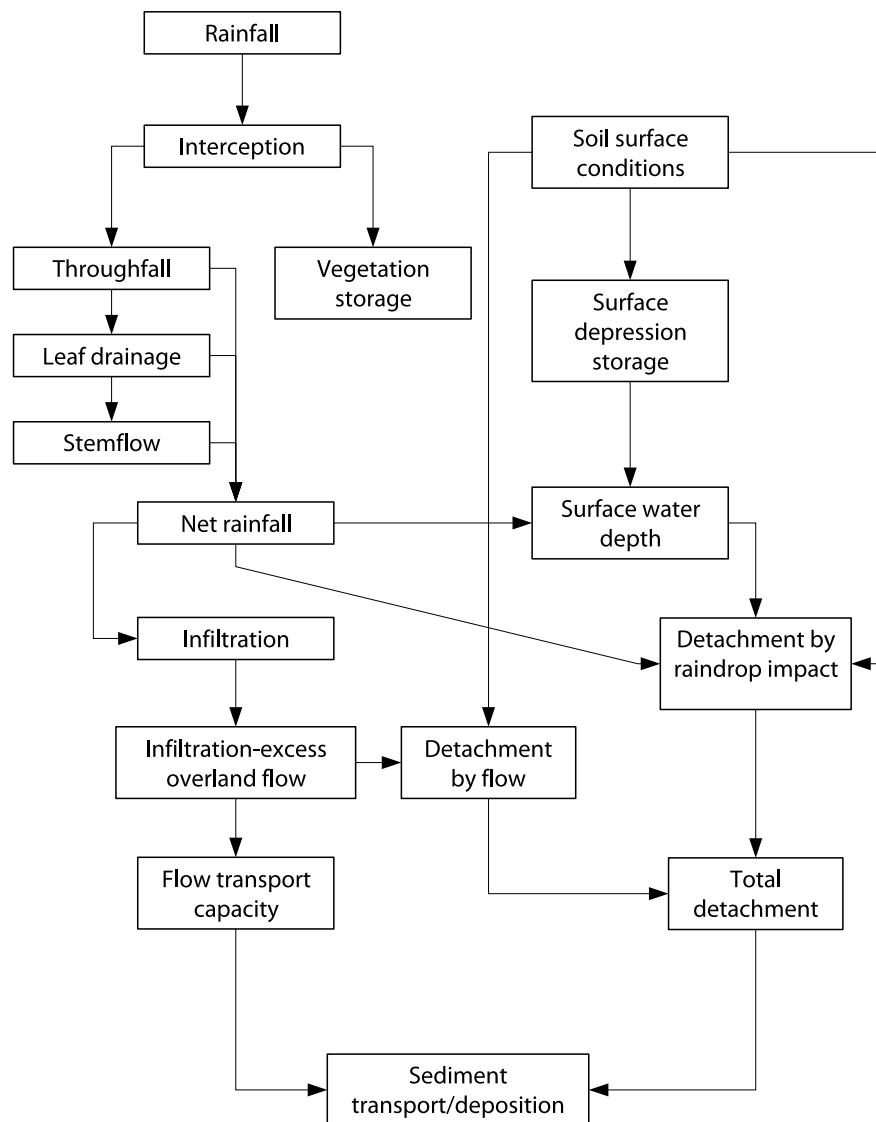 Rainfall
Interception
Soil surface
conditions
Throughfall
Vegetation
storage
Surface
depression
storage
Leaf drainage
Stemflow
Net rainfall
Surface water
depth
Infiltration
Detachment by
raindrop impact
Infiltration-excess
overland flow
Detachment
by flow
Flow transport
capacity
Total
detachment
Sediment
transport/deposition